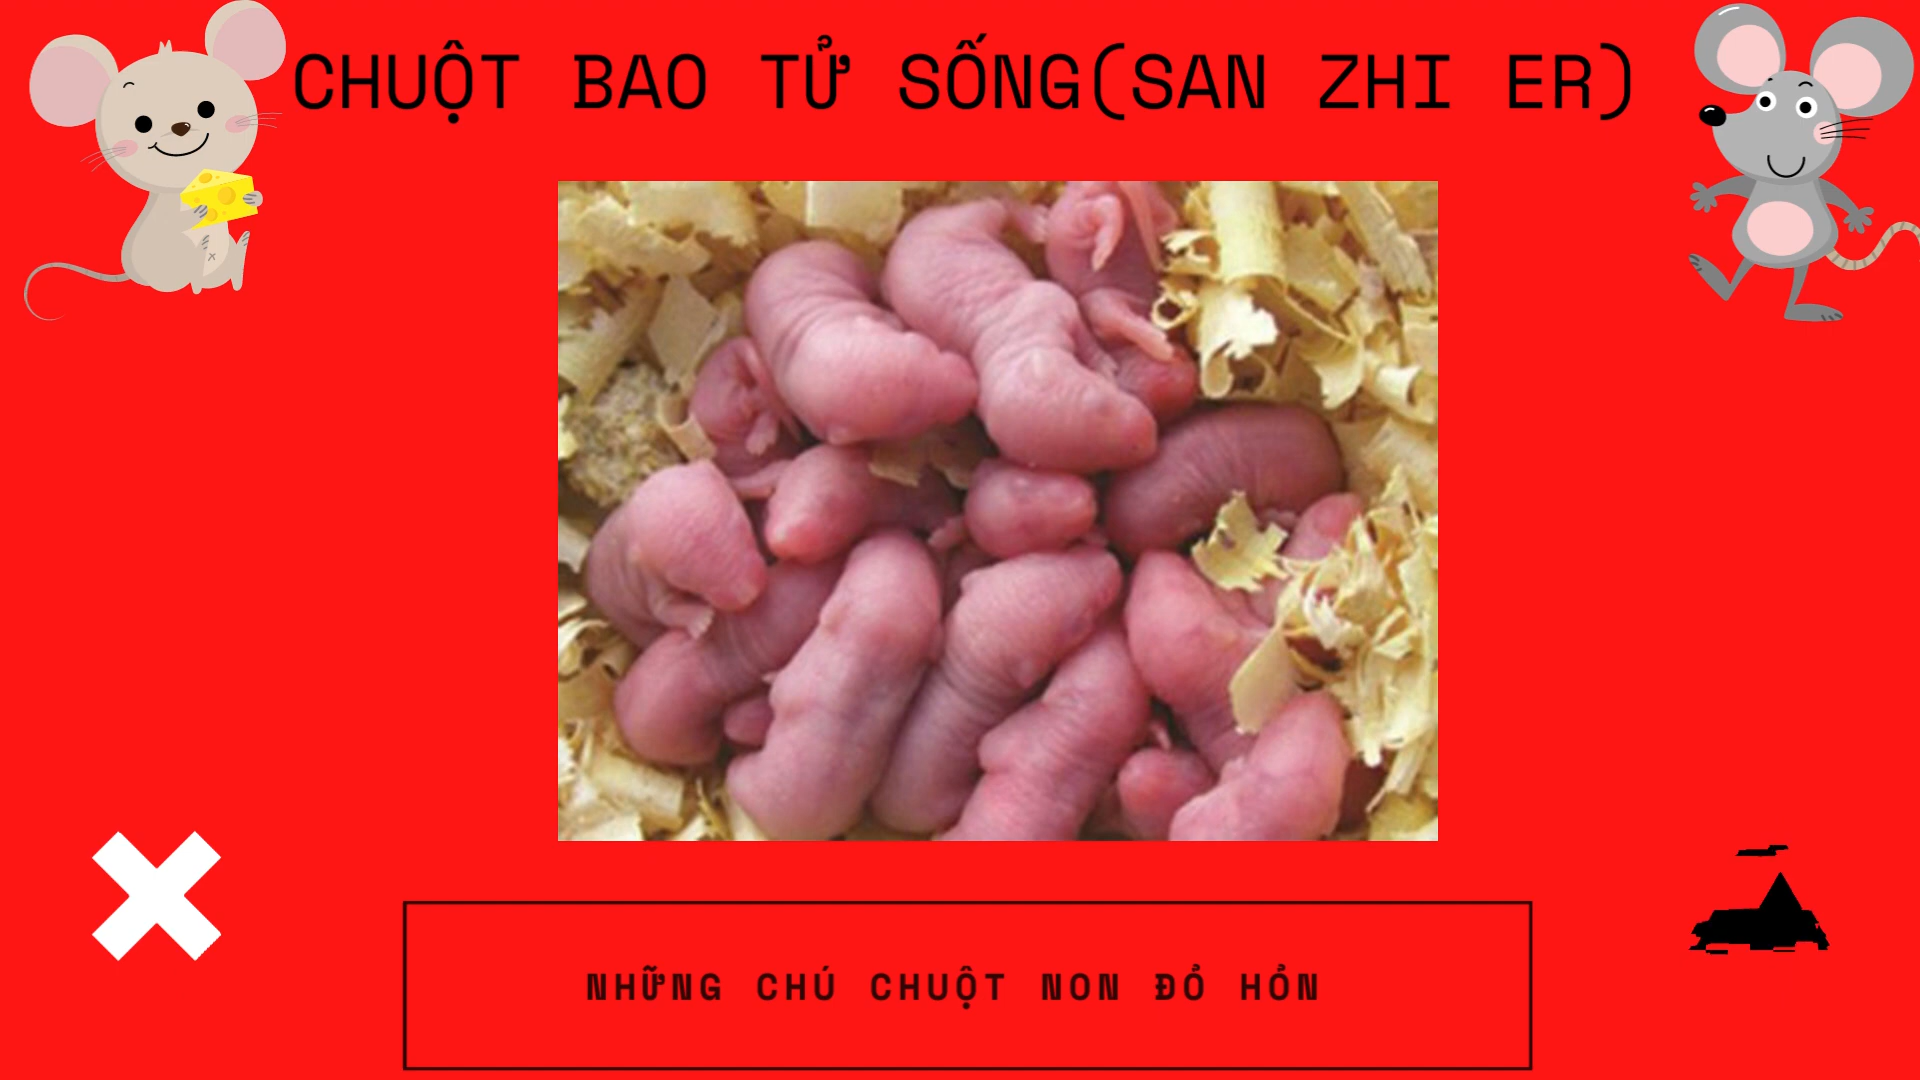 CHUỘT BAO TỬ SỐNG(SAN ZHI ER)
NHỮNG CHÚ CHUỘT NON ĐỎ HỎN